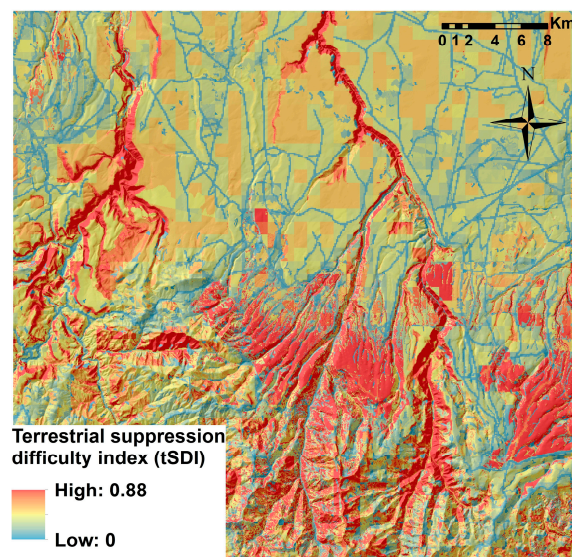 Km
0 1 2 4 6 8
N
Terrestrial suppression
difficulty index (tSDI)
High: 0.88
Low: 0